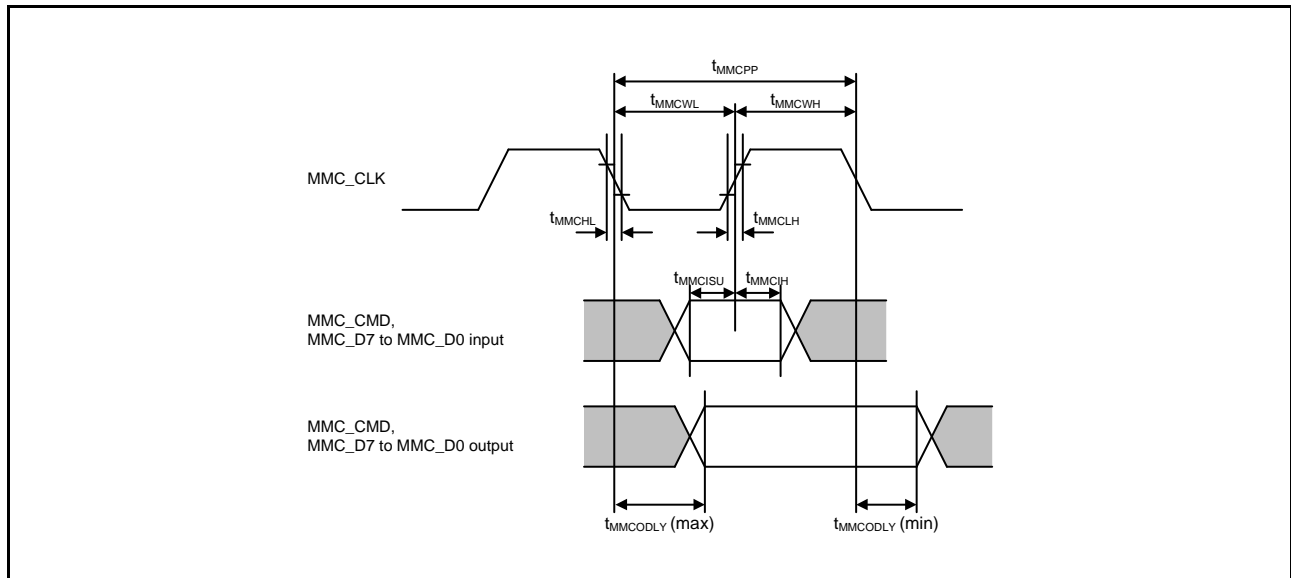 tMMCPP
tMMCWL
tMMCWH
MMC_CLK
tMMCHL
tMMCLH
tMMCISU
tMMCIH
MMC_CMD,
MMC_D7 to MMC_D0 input
MMC_CMD,
MMC_D7 to MMC_D0 output
tMMCODLY (max)
tMMCODLY (min)